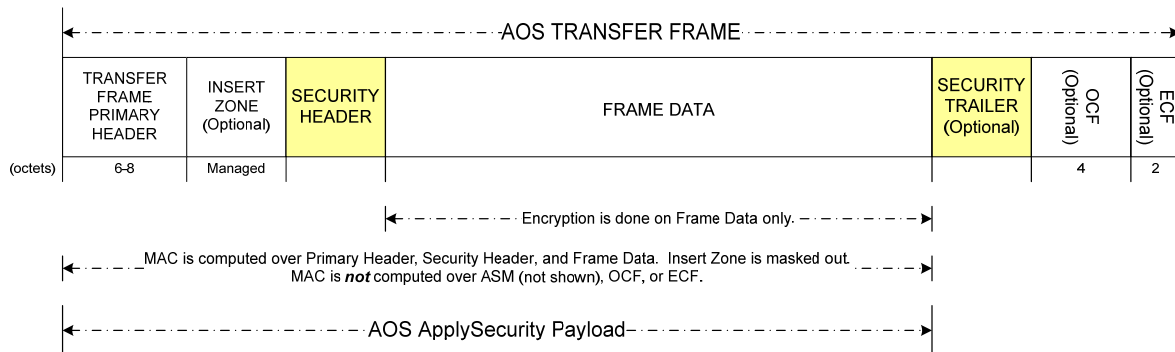 AOS TRANSFER FRAME
TRANSFER
FRAME
PRIMARY
HEADER
INSERT
ZONE
(Optional)
SECURITY
HEADER
FRAME DATA
SECURITY
TRAILER
(Optional)
OCF
(Optional)
ECF
(Optional)
(octets)
6-8
Managed
4
2
Encryption is done on Frame Data only.
MAC is computed over Primary Header, Security Header, and Frame Data. Insert Zone is masked out.
MAC is not computed over ASM (not shown), OCF, or ECF.
AOS ApplySecurity Payload